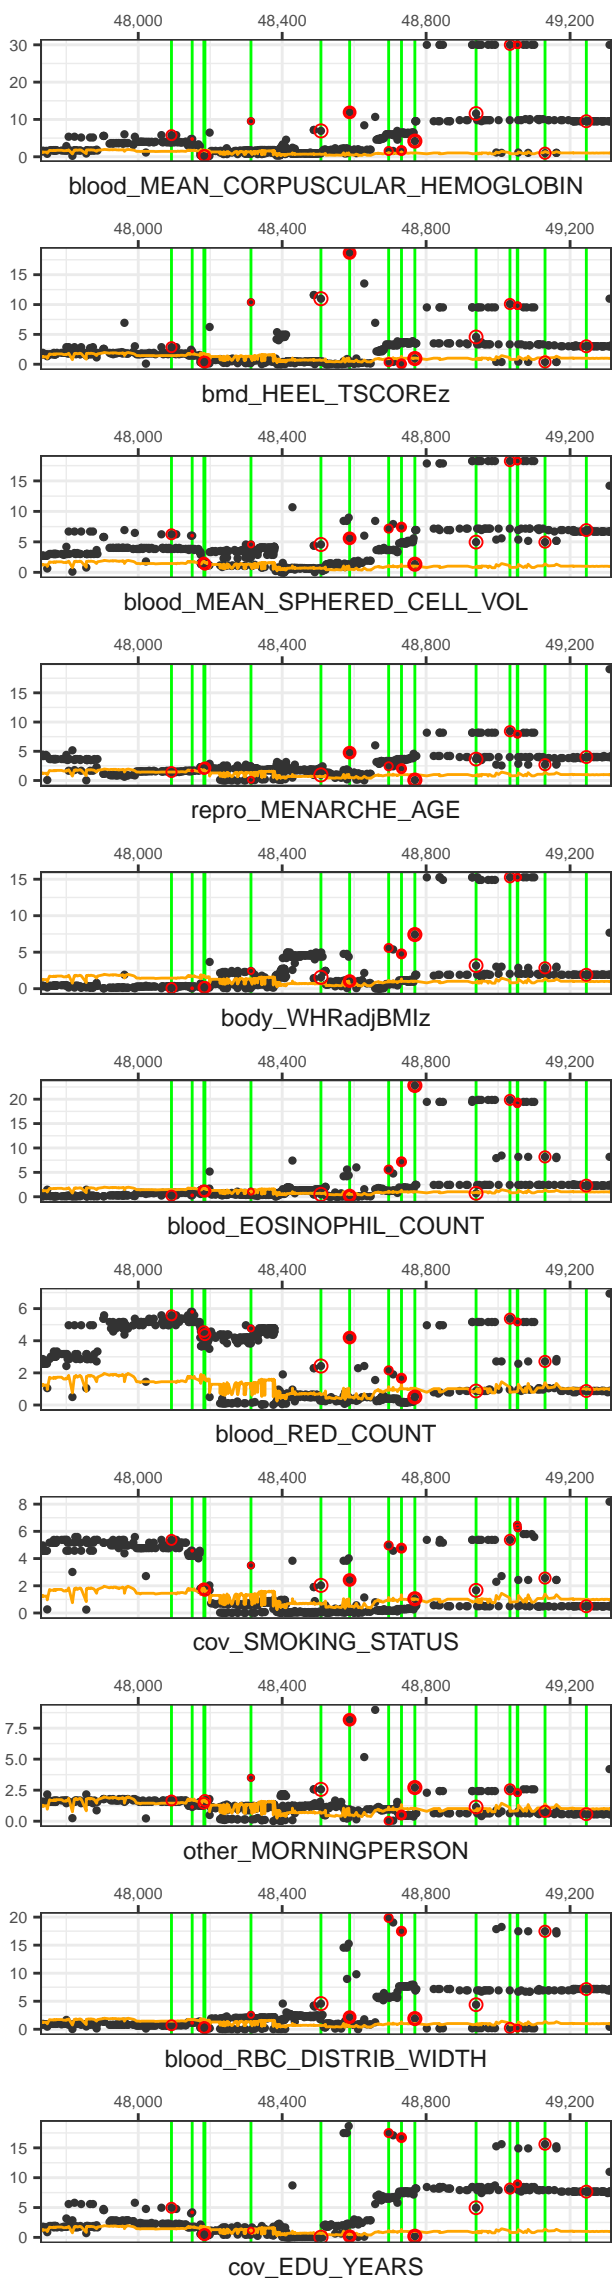 48,000 48,400 48,800 49,200
30
20
10
0
blood_MEAN_CORPUSCULAR_HEMOGLOBIN
48,000 48,400 48,800 49,200
15
10
5
0
bmd_HEEL_TSCOREz
48,000 48,400 48,800 49,200
15
10
5
0
blood_MEAN_SPHERED_CELL_VOL
48,000 48,400 48,800 49,200
15
10
5
0
repro_MENARCHE_AGE
48,000 48,400 48,800 49,200
15
10
5
0
body_WHRadjBMIz
48,000 48,400 48,800 49,200
20
15
10
5
0
blood_EOSINOPHIL_COUNT
48,000 48,400 48,800 49,200
6
4
2
0
blood_RED_COUNT
48,000 48,400 48,800 49,200
8
6
4
2
0
cov_SMOKING_STATUS
48,000 48,400 48,800 49,200
7.5
5.0
2.5
0.0
other_MORNINGPERSON
48,000 48,400 48,800 49,200
20
15
10
5
0
blood_RBC_DISTRIB_WIDTH
48,000 48,400 48,800 49,200
15
10
5
0
cov_EDU_YEARS